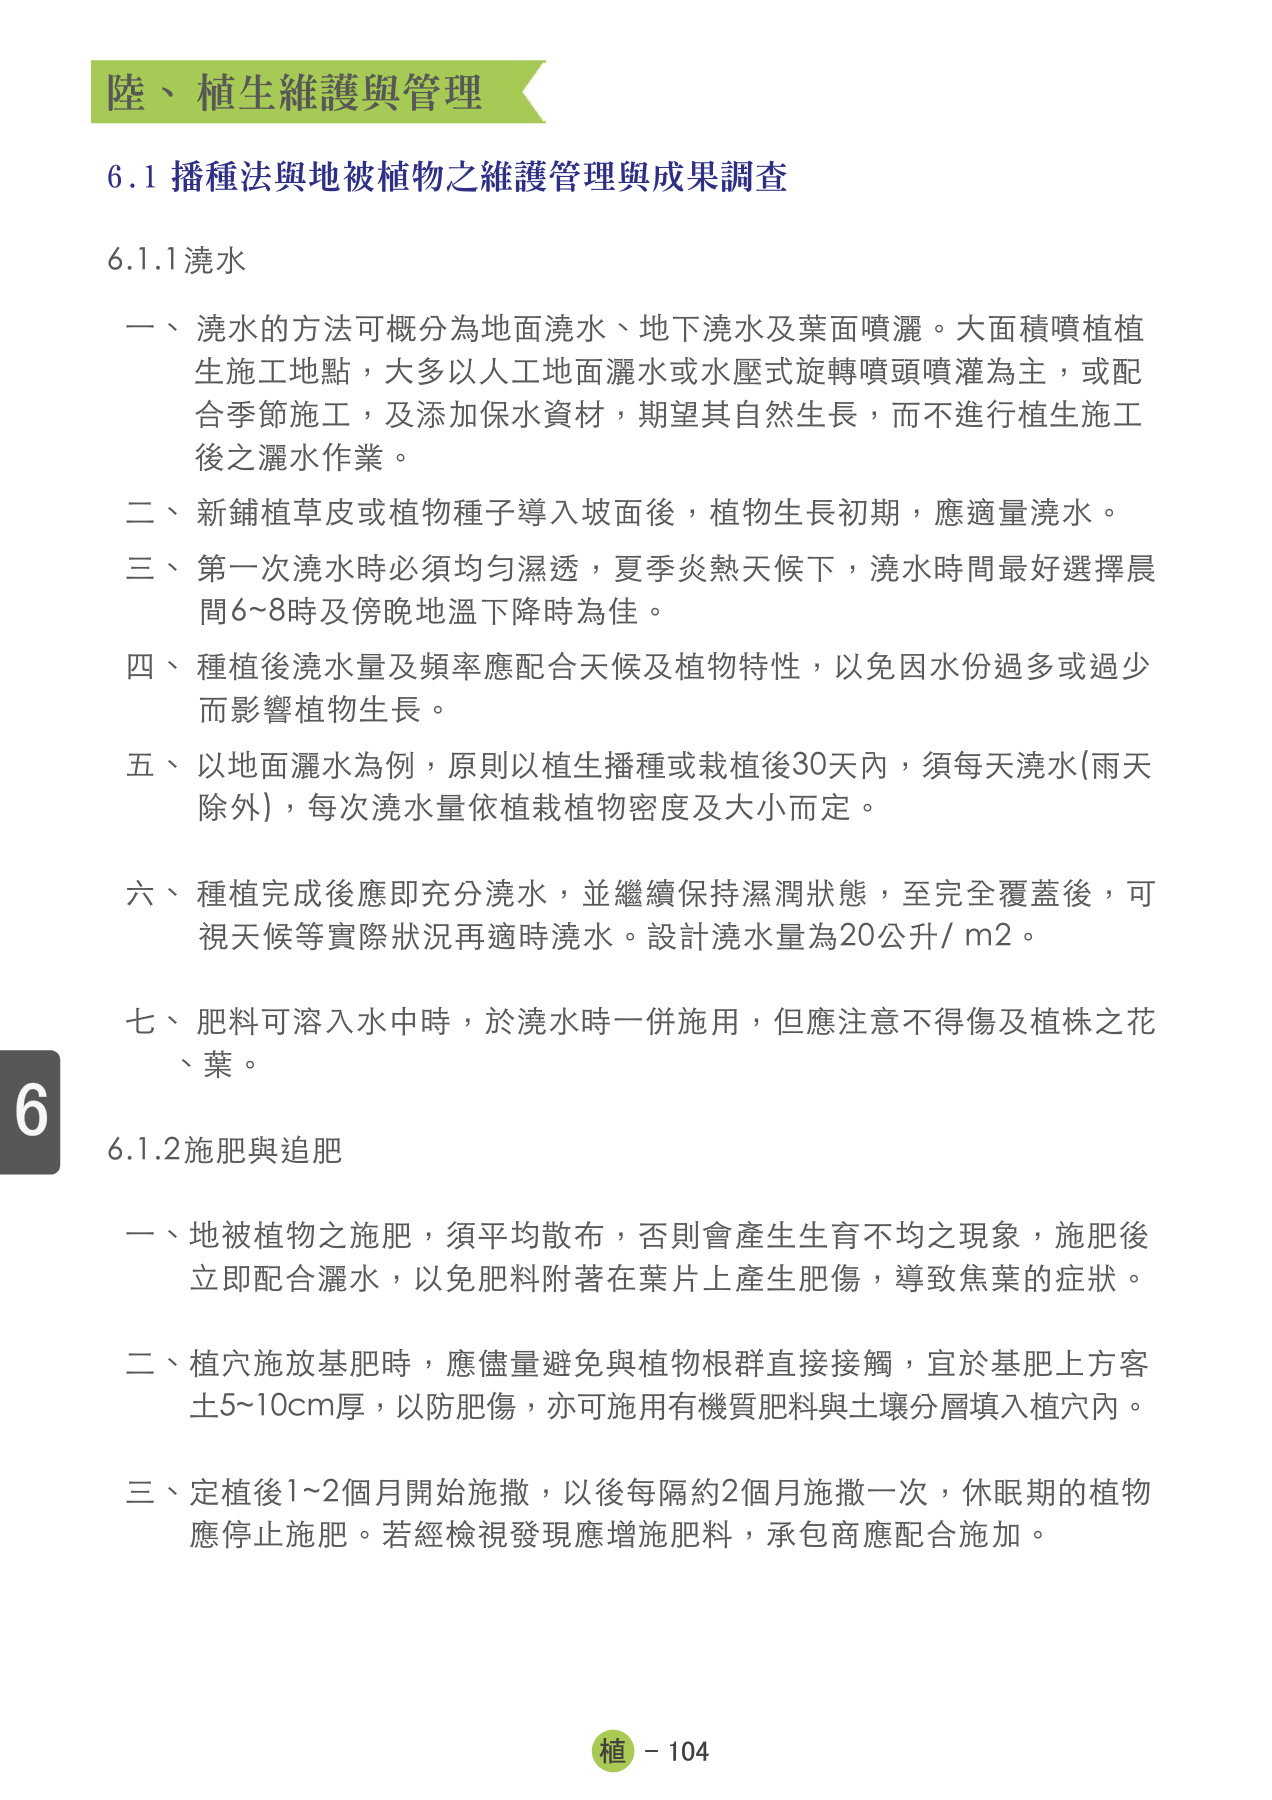 陸、 植生維護與管理
6.1 播種法與地被植物之維護管理與成果調查
6.1.1澆水
一、 澆水的方法可概分為地面澆水、地下澆水及葉面噴灑。大面積噴植植
生施工地點，大多以人工地面灑水或水壓式旋轉噴頭噴灌為主，或配
合季節施工，及添加保水資材，期望其自然生長，而不進行植生施工
後之灑水作業。
二、 新鋪植草皮或植物種子導入坡面後，植物生長初期，應適量澆水。
三、 第一次澆水時必須均勻濕透，夏季炎熱天候下，澆水時間最好選擇晨
間6~8時及傍晚地溫下降時為佳。
四、 種植後澆水量及頻率應配合天候及植物特性，以免因水份過多或過少
而影響植物生長。
五、 以地面灑水為例，原則以植生播種或栽植後30天內，須每天澆水(雨天
除外)，每次澆水量依植栽植物密度及大小而定。
六、 種植完成後應即充分澆水，並繼續保持濕潤狀態，至完全覆蓋後，可
視天候等實際狀況再適時澆水。設計澆水量為20公升/ m2。
七、 肥料可溶入水中時，於澆水時一併施用，但應注意不得傷及植株之花
、葉。
6
6.1.2施肥與追肥
一、地被植物之施肥，須平均散布，否則會產生生育不均之現象，施肥後
立即配合灑水，以免肥料附著在葉片上產生肥傷，導致焦葉的症狀。
二、植穴施放基肥時，應儘量避免與植物根群直接接觸，宜於基肥上方客
土5~10cm厚，以防肥傷，亦可施用有機質肥料與土壤分層填入植穴內。
三、定植後1~2個月開始施撒，以後每隔約2個月施撒一次，休眠期的植物
應停止施肥。若經檢視發現應增施肥料，承包商應配合施加。
植 - 104